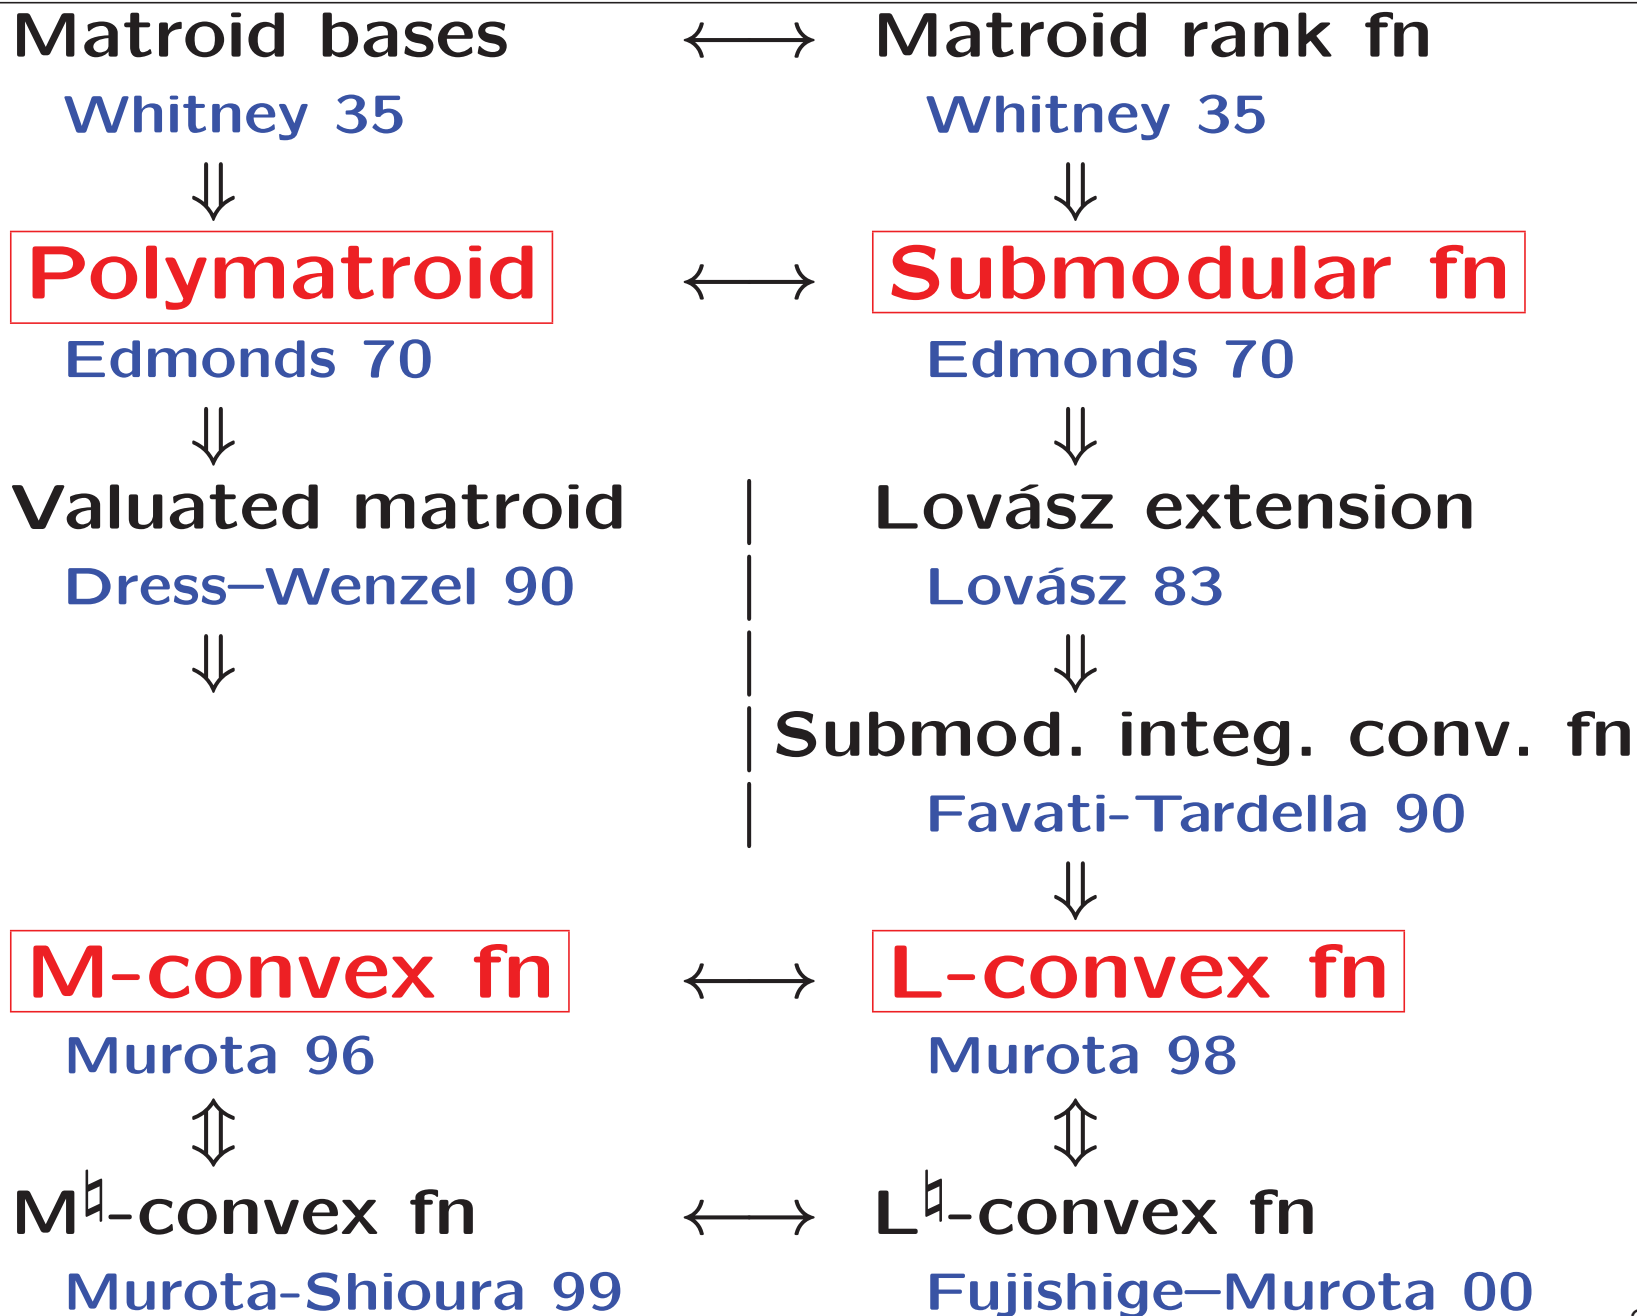 Matroid bases ⟷ Matroid rank fn
Whitney 35 Whitney 35
⇓ ⇓
Polymatroid ⟷ Submodular fn
Edmonds 70 Edmonds 70
⇓ ⇓
Valuated matroid | Lovász extension
Dress–Wenzel 90 | Lovász 83
⇓ | ⇓
| Submod. integ. conv. fn
| Favati-Tardella 90
⇓
M-convex fn ⟷ L-convex fn
Murota 96 Murota 98
⇕ ⇕
M♮-convex fn ⟷ L♮-convex fn
Murota-Shioura 99 Fujishige–Murota 00